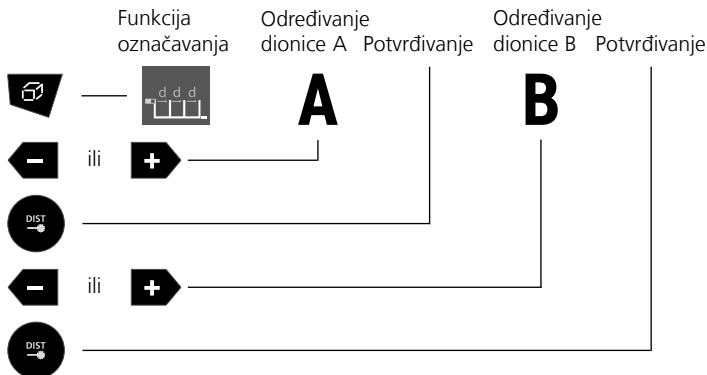 Funkcija označavanja
Određivanje dionice A
Potvrđivanje
Određivanje dionice B
Potvrđivanje
d d d
A
B
- ili +
DIST
- ili +
DIST